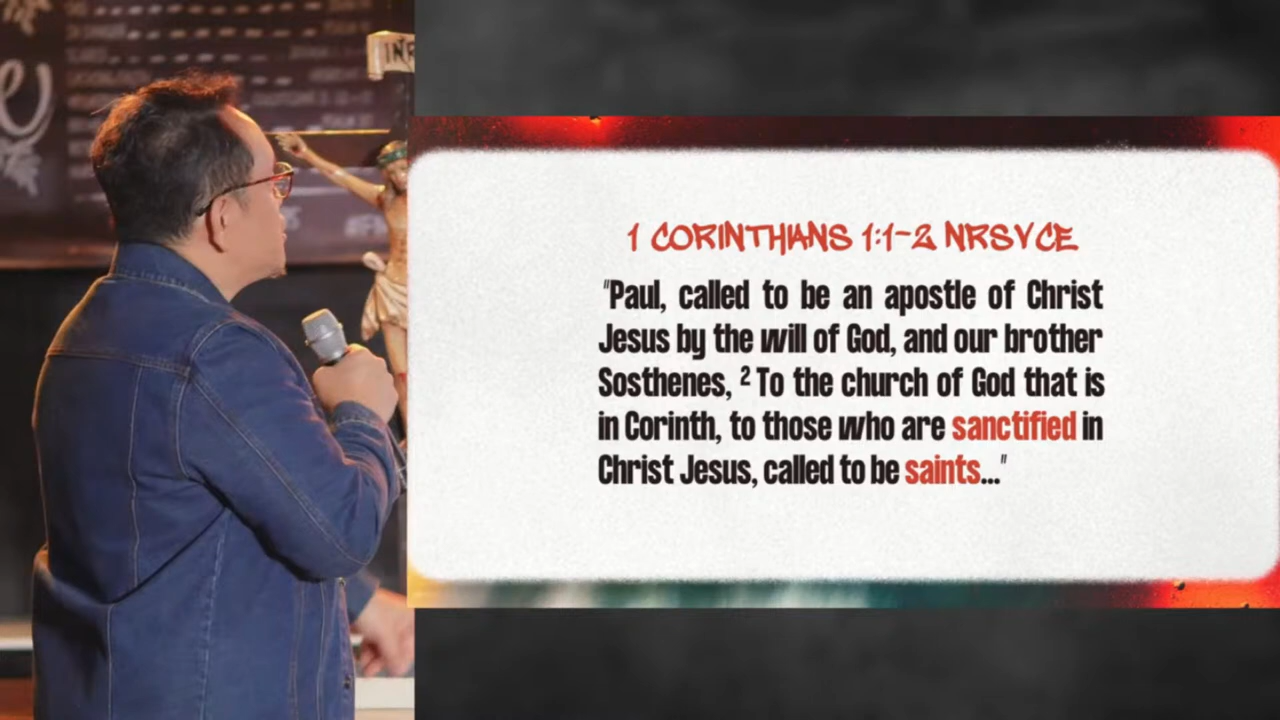 INR
1 CORINTHIANS 1:1-2 NRSVCE
"Paul, called to be an apostle of Christ
Jesus by the will of God, and our brother
Sosthenes, ² To the church of God that is
in Corinth, to those who are sanctified in
Christ Jesus, called to be saints..."